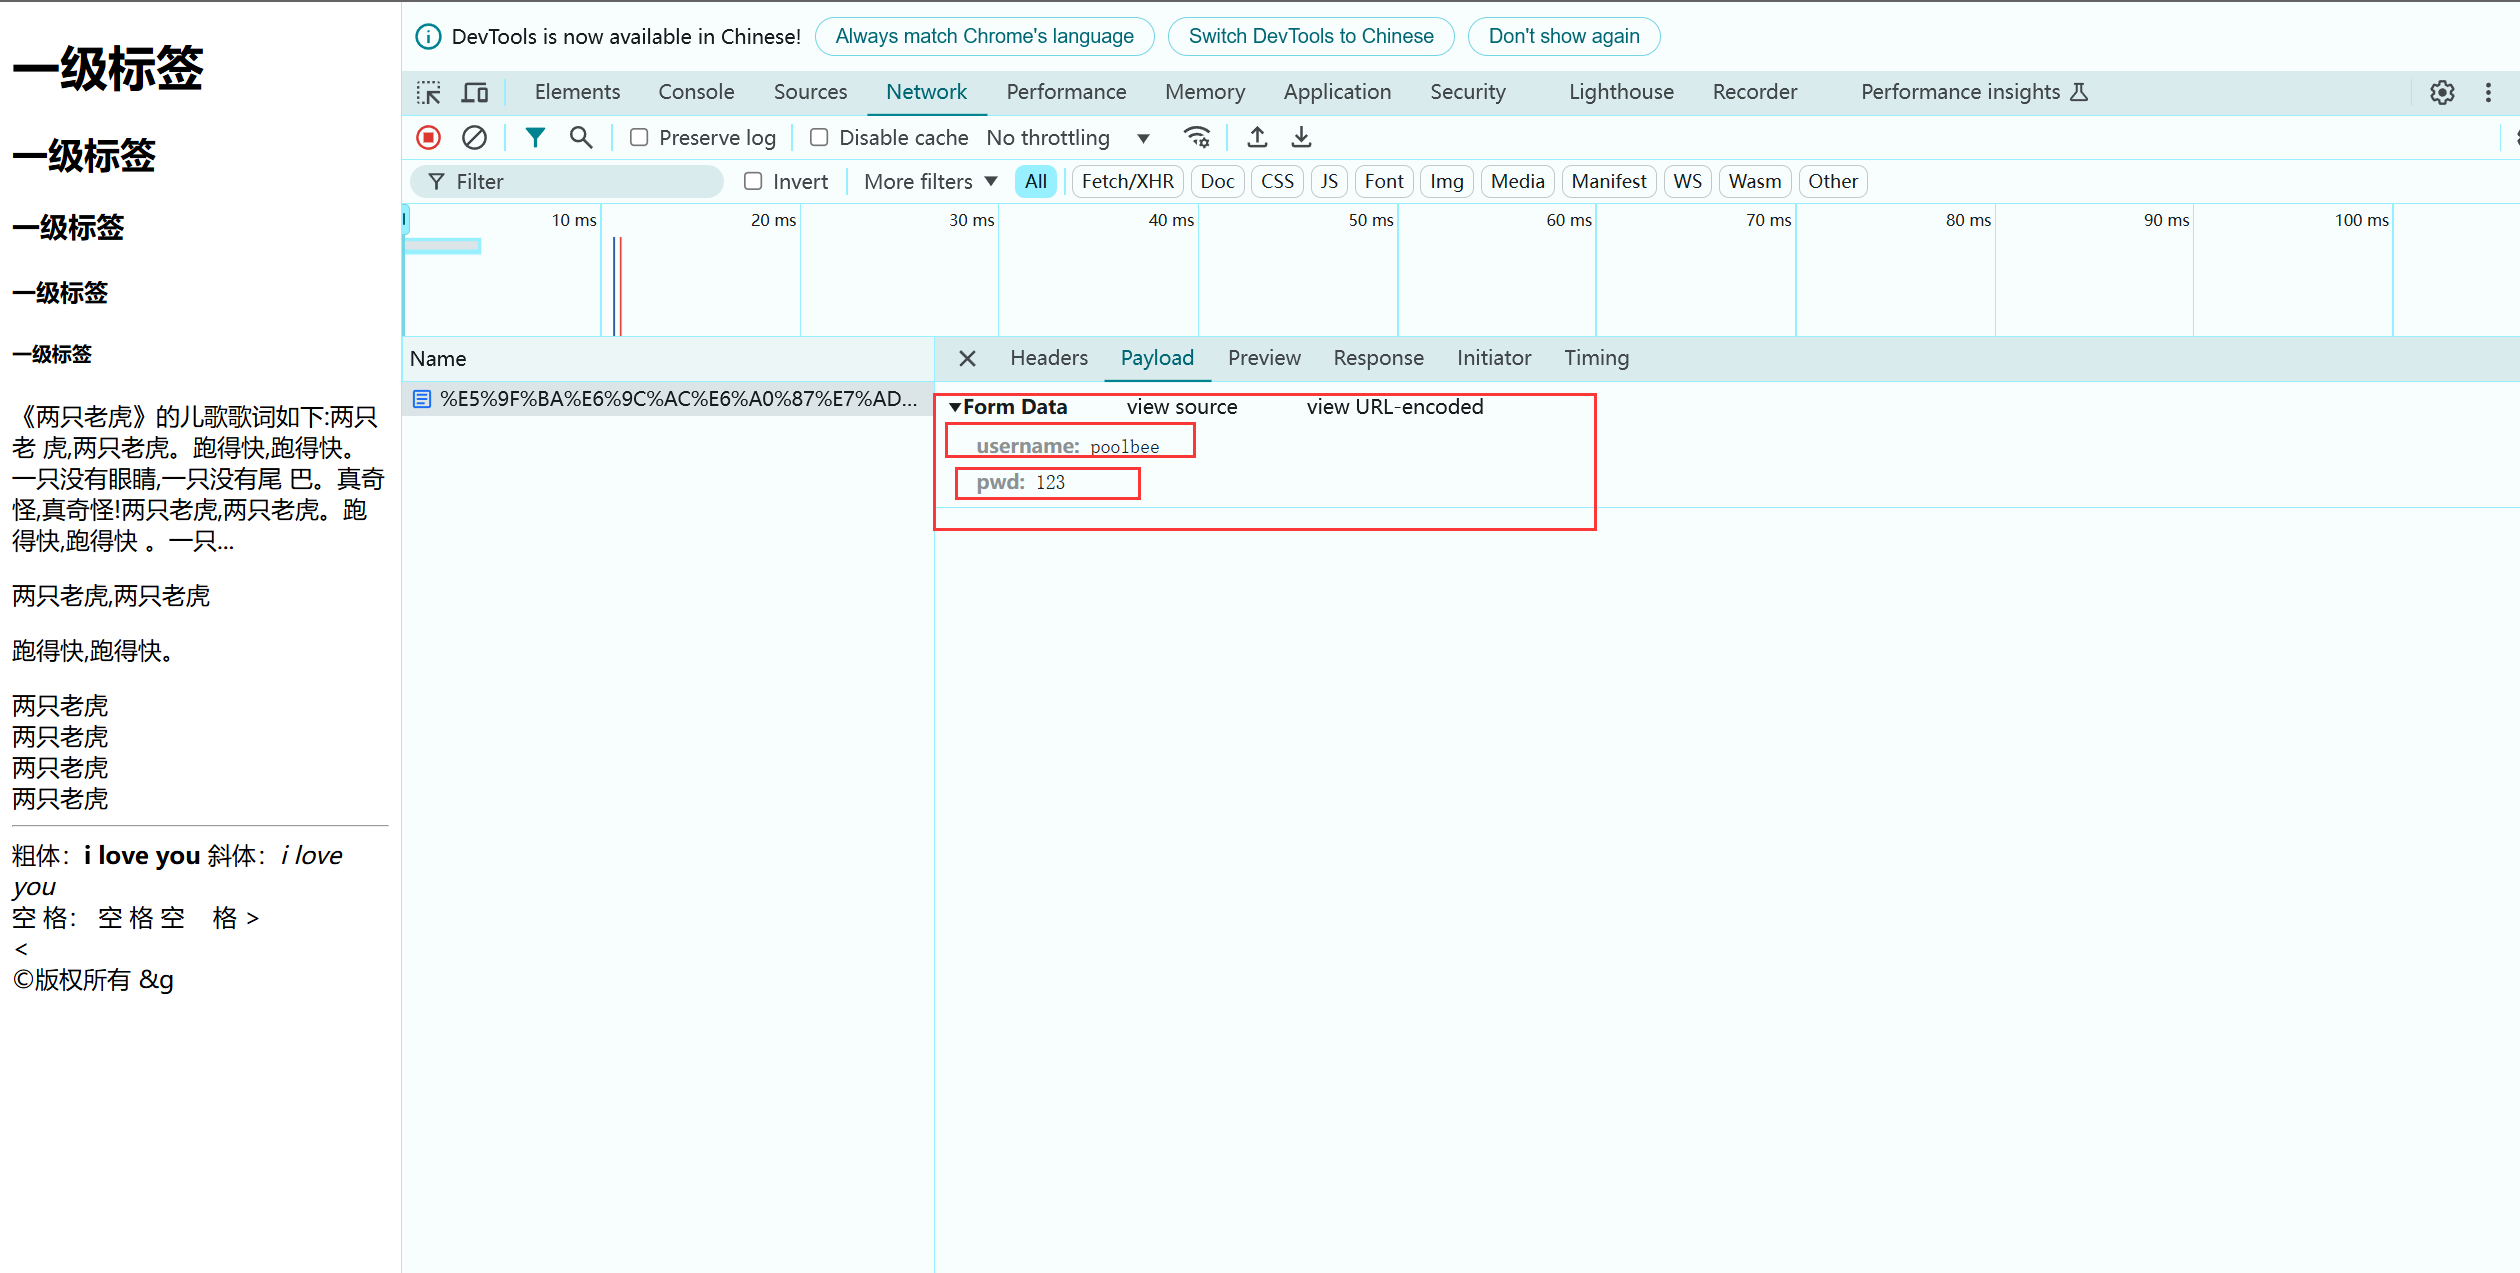 一级标签
一级标签
一级标签
一级标签
一级标签
《两只老虎》的儿歌歌词如下:两只
老 虎,两只老虎。跑得快,跑得快。
一只没有眼睛,一只没有尾 巴。真奇
怪,真奇怪!两只老虎,两只老虎。跑
得快,跑得快 。一只...
两只老虎,两只老虎
跑得快,跑得快。
两只老虎
两只老虎
两只老虎
两只老虎
粗体：i love you 斜体：i love
you
空 格： 空 格 空    格 >
<
©版权所有 &g
DevTools is now available in Chinese! Always match Chrome's language Switch DevTools to Chinese Don't show again
Elements Console Sources Network Performance Memory Application Security Lighthouse Recorder Performance insights
Preserve log Disable cache No throttling
Filter Invert More filters All Fetch/XHR Doc CSS JS Font Img Media Manifest WS Wasm Other
10 ms 20 ms 30 ms 40 ms 50 ms 60 ms 70 ms 80 ms 90 ms 100 ms
Name
%E5%9F%BA%E6%9C%AC%E6%A0%87%E7%AD...
Headers Payload Preview Response Initiator Timing
Form Data view source view URL-encoded
username: poolbee
pwd: 123